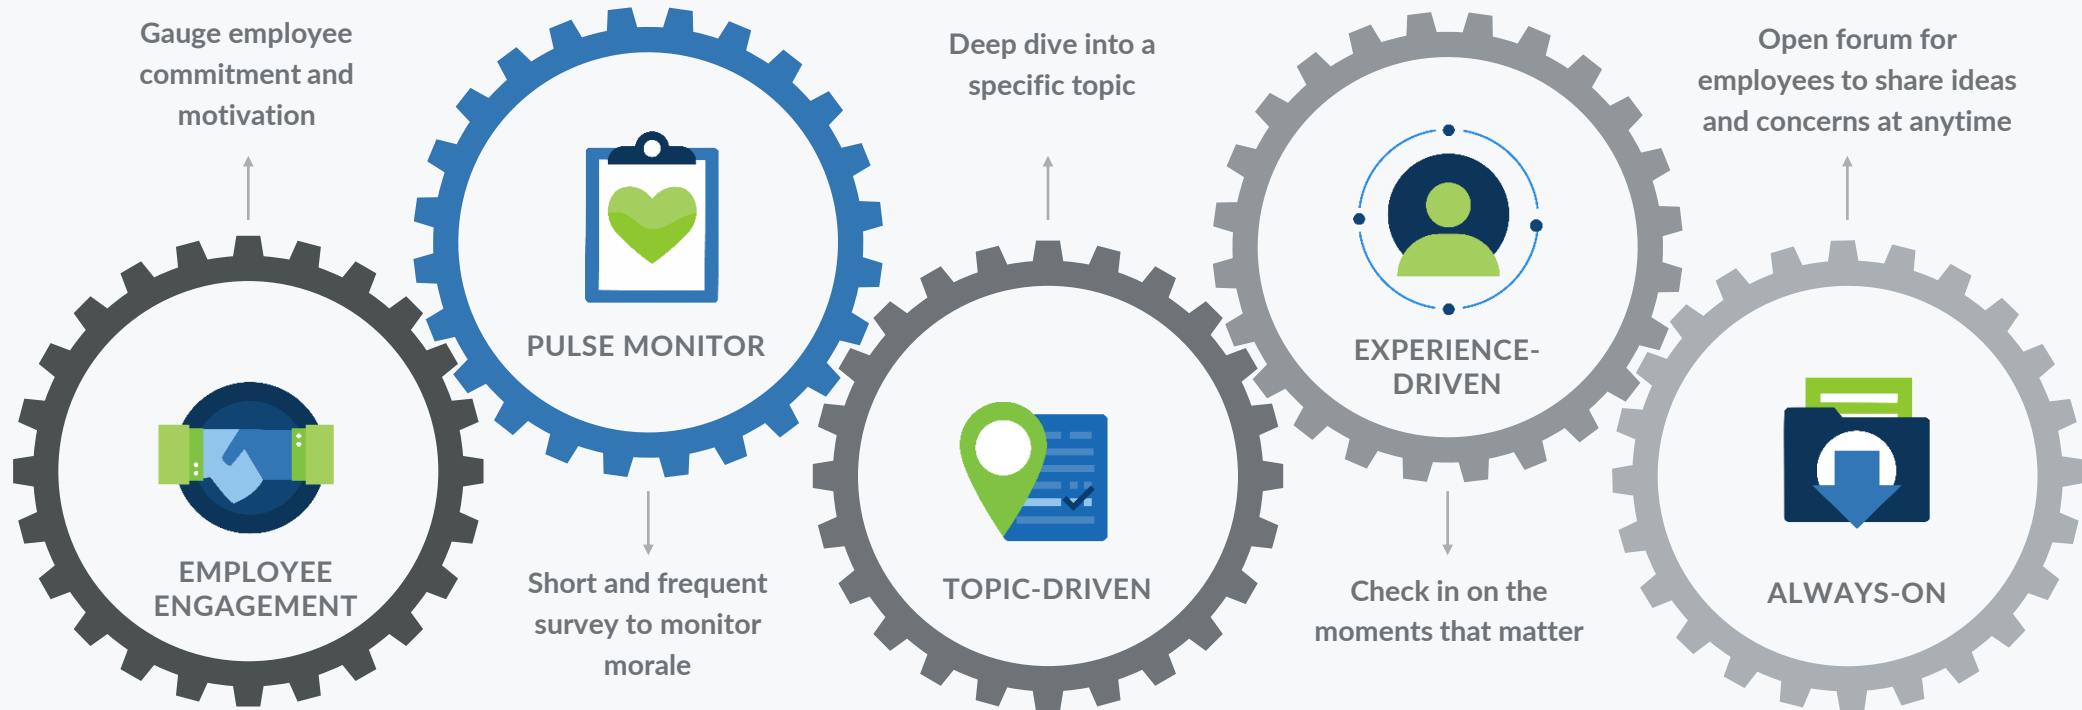 Gauge employee
commitment and
motivation
EMPLOYEE
ENGAGEMENT
PULSE MONITOR
Short and frequent
survey to monitor
morale
Deep dive into a
specific topic
TOPIC-DRIVEN
EXPERIENCE-
DRIVEN
Check in on the
moments that matter
Open forum for
employees to share ideas
and concerns at anytime
ALWAYS-ON